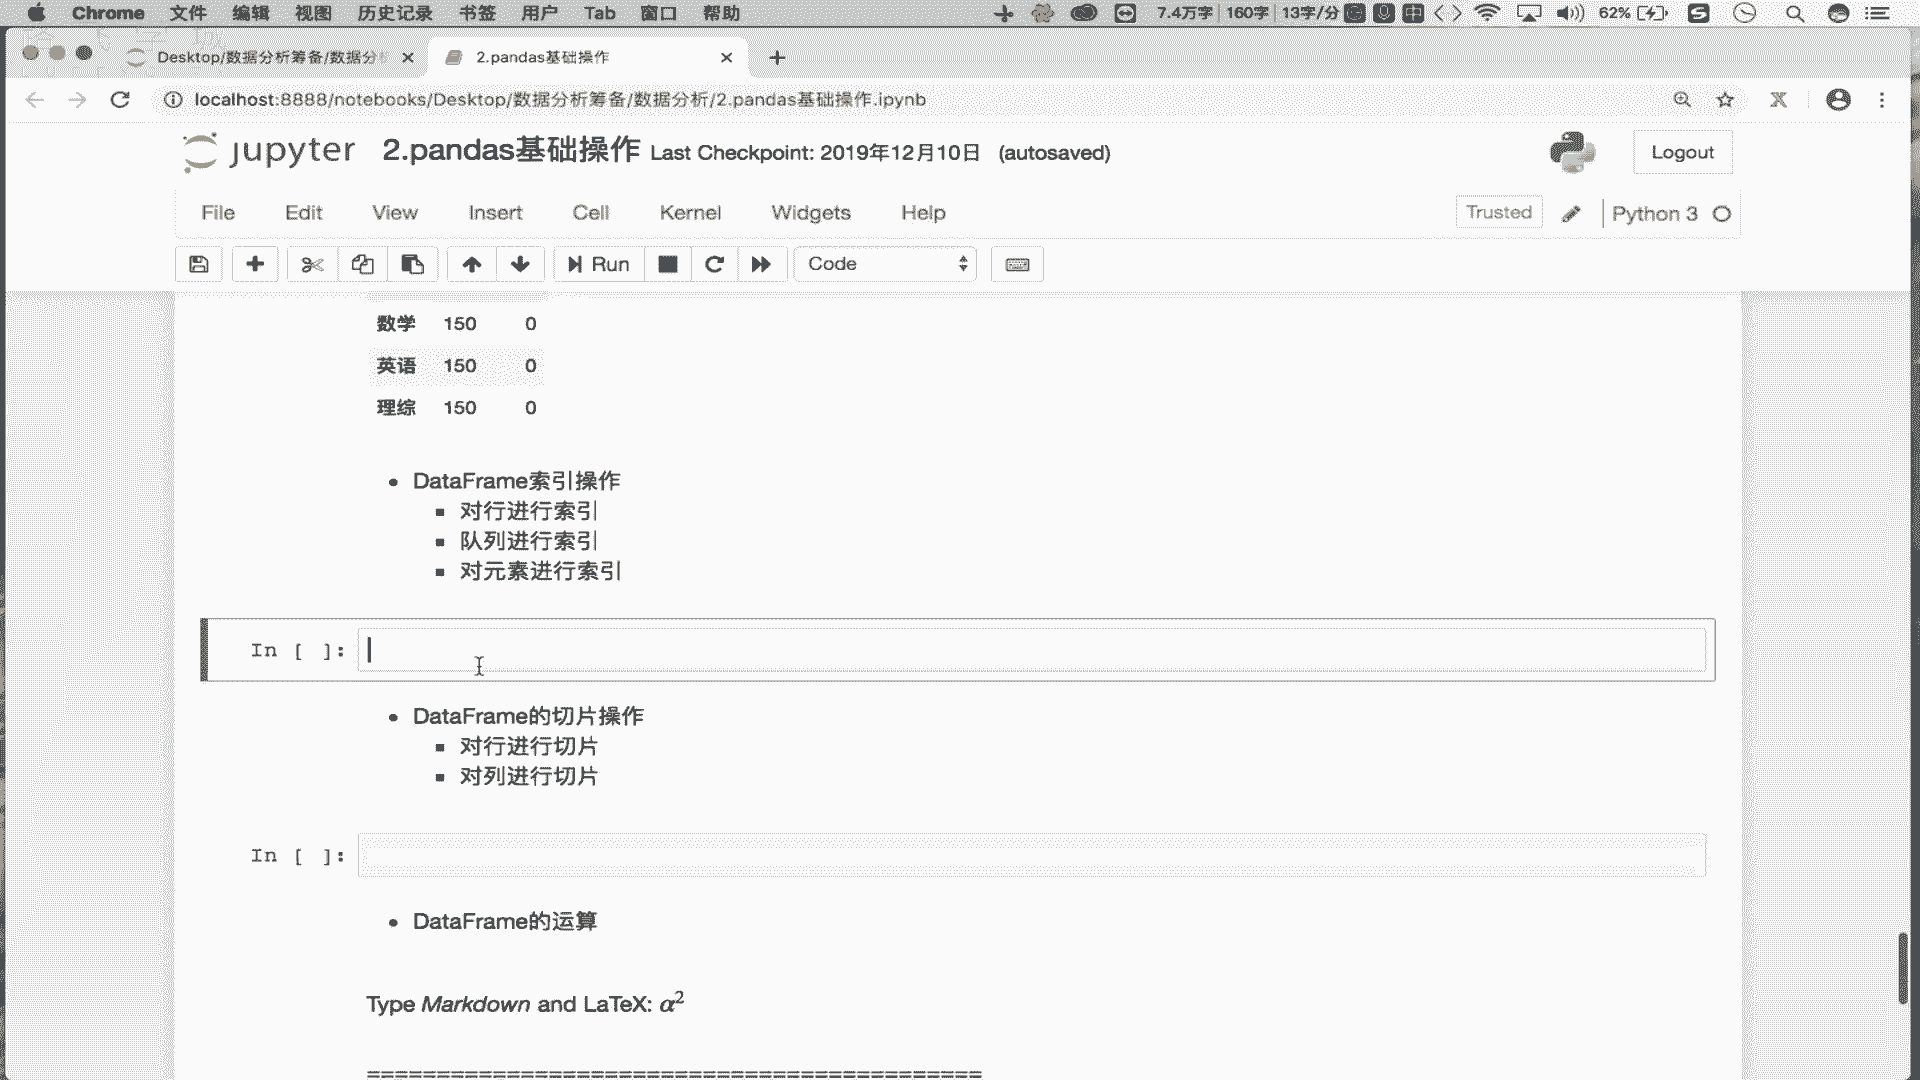 Chrome 文件 编辑 视图 历史记录 书签 用户 Tab 窗口 帮助 7.4万字 160字 13字/分 中 62%
Desktop/数据分析筹备/数据分析 2.pandas基础操作
localhost:8888/notebooks/Desktop/数据分析筹备/数据分析/2.pandas基础操作.ipynb
jupyter 2.pandas基础操作 Last Checkpoint: 2019年12月10日 (autosaved) Logout
File Edit View Insert Cell Kernel Widgets Help Trusted Python 3
Run Code
数学 150 0
英语 150 0
理综 150 0
DataFrame索引操作
对行进行索引
队列进行索引
对元素进行索引
In [ ]:
DataFrame的切片操作
对行进行切片
对列进行切片
In [ ]:
DataFrame的运算
Type Markdown and LaTeX: α²
============================================